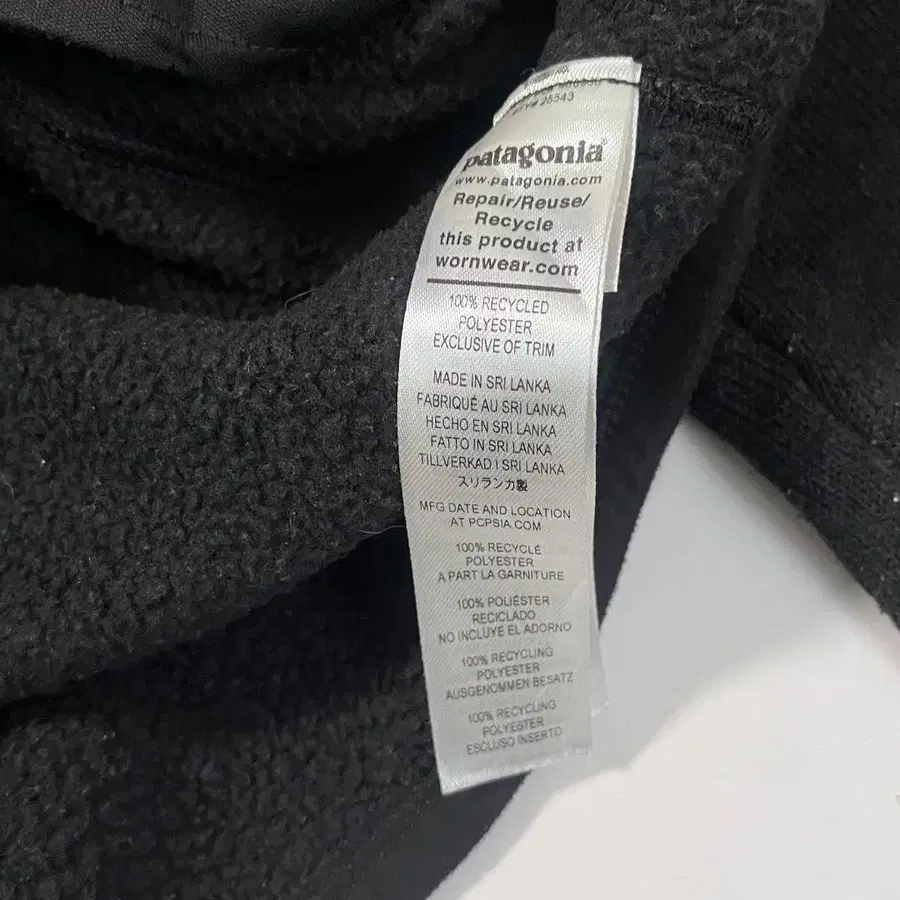 25543
patagonia®
www.patagonia.com
Repair/Reuse/
Recycle
this product at
wornwear.com
100% RECYCLED
POLYESTER
EXCLUSIVE OF TRIM
MADE IN SRI LANKA
FABRIQUÉ AU SRI LANKA
HECHO EN SRI LANKA
FATTO IN SRI LANKA
TILLVERKAD I SRI LANKA
スリランカ製
MFG DATE AND LOCATION
AT PCPSIA.COM
100% RECYCLÉ
POLYESTER
A PART LA GARNITURE
100% POLIÉSTER
RECICLADO
NO INCLUYE EL ADORNO
100% RECYCLING
POLYESTER
AUSGENOMMEN BESATZ
100% RECYCLING
POLYESTER
ESCLUSO INSERTO